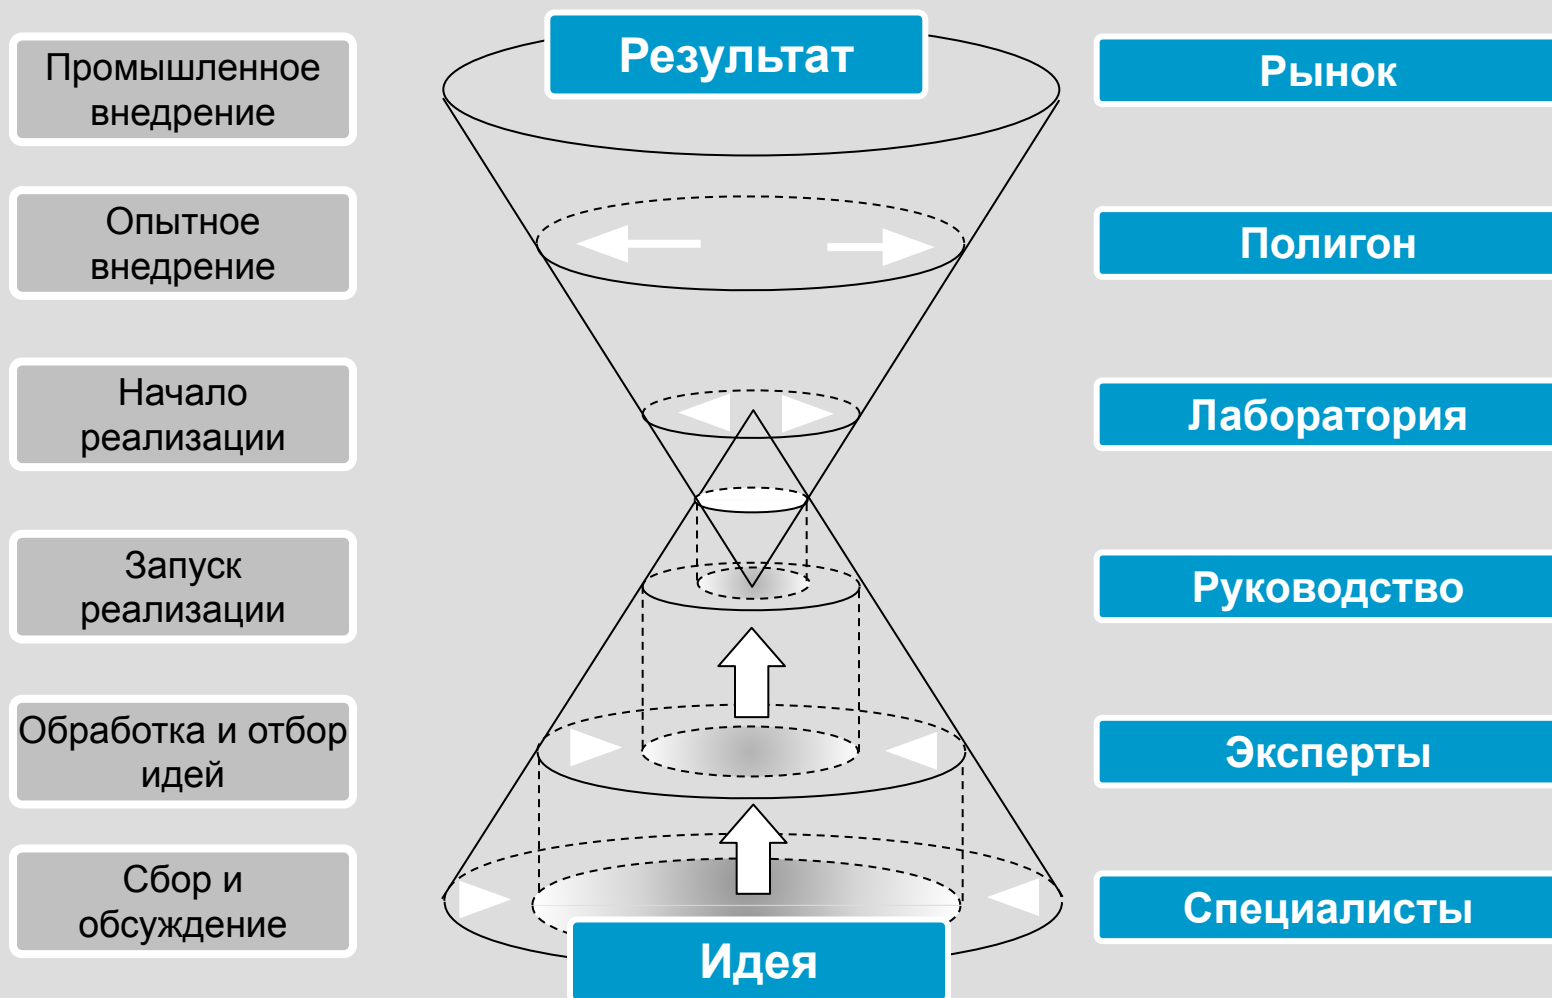 Результат
Промышленное
внедрение
Рынок
Опытное
внедрение
Полигон
Начало
реализации
Лаборатория
Запуск
реализации
Руководство
Обработка и отбор
идей
Эксперты
Сбор и
обсуждение
Специалисты
Идея